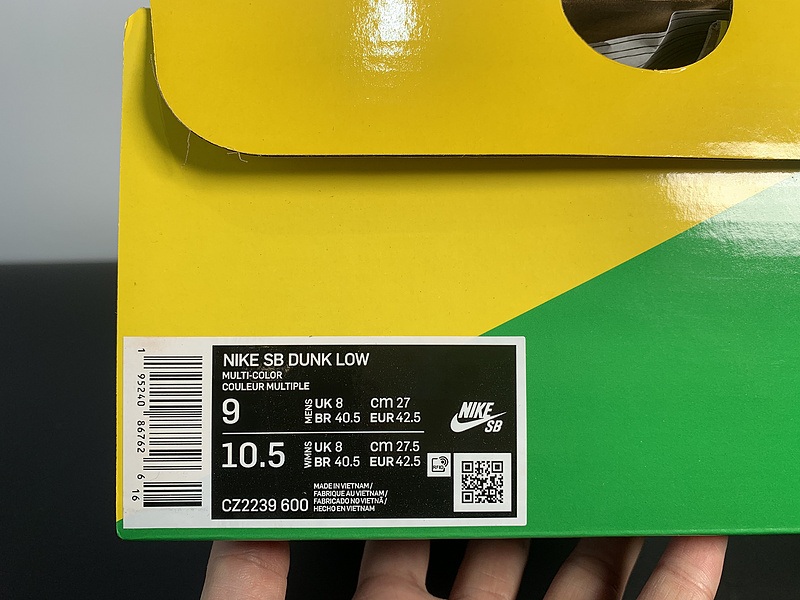 NIKE SB DUNK LOW
MULTI-COLOR
COULEUR MULTIPLE
9 MENS UK 8 cm 27
BR 40.5 EUR 42.5
10.5 WMNS UK 8 cm 27.5
BR 40.5 EUR 42.5
CZ2239 600
MADE IN VIETNAM /
FABRIQUE AU VIETNAM /
FABRICADO NO VIETNÃ /
HECHO EN VIETNAM
NIKE
SB
RFID
1 95240 86762 6 16